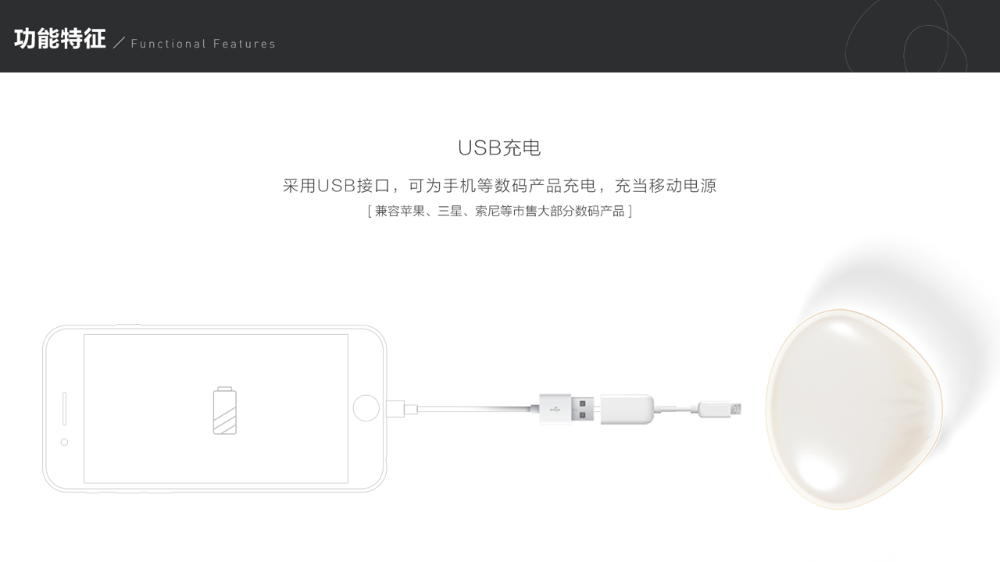 功能特征 / Functional Features
USB充电
采用USB接口，可为手机等数码产品充电，充当移动电源
[ 兼容苹果、三星、索尼等市售大部分数码产品 ]